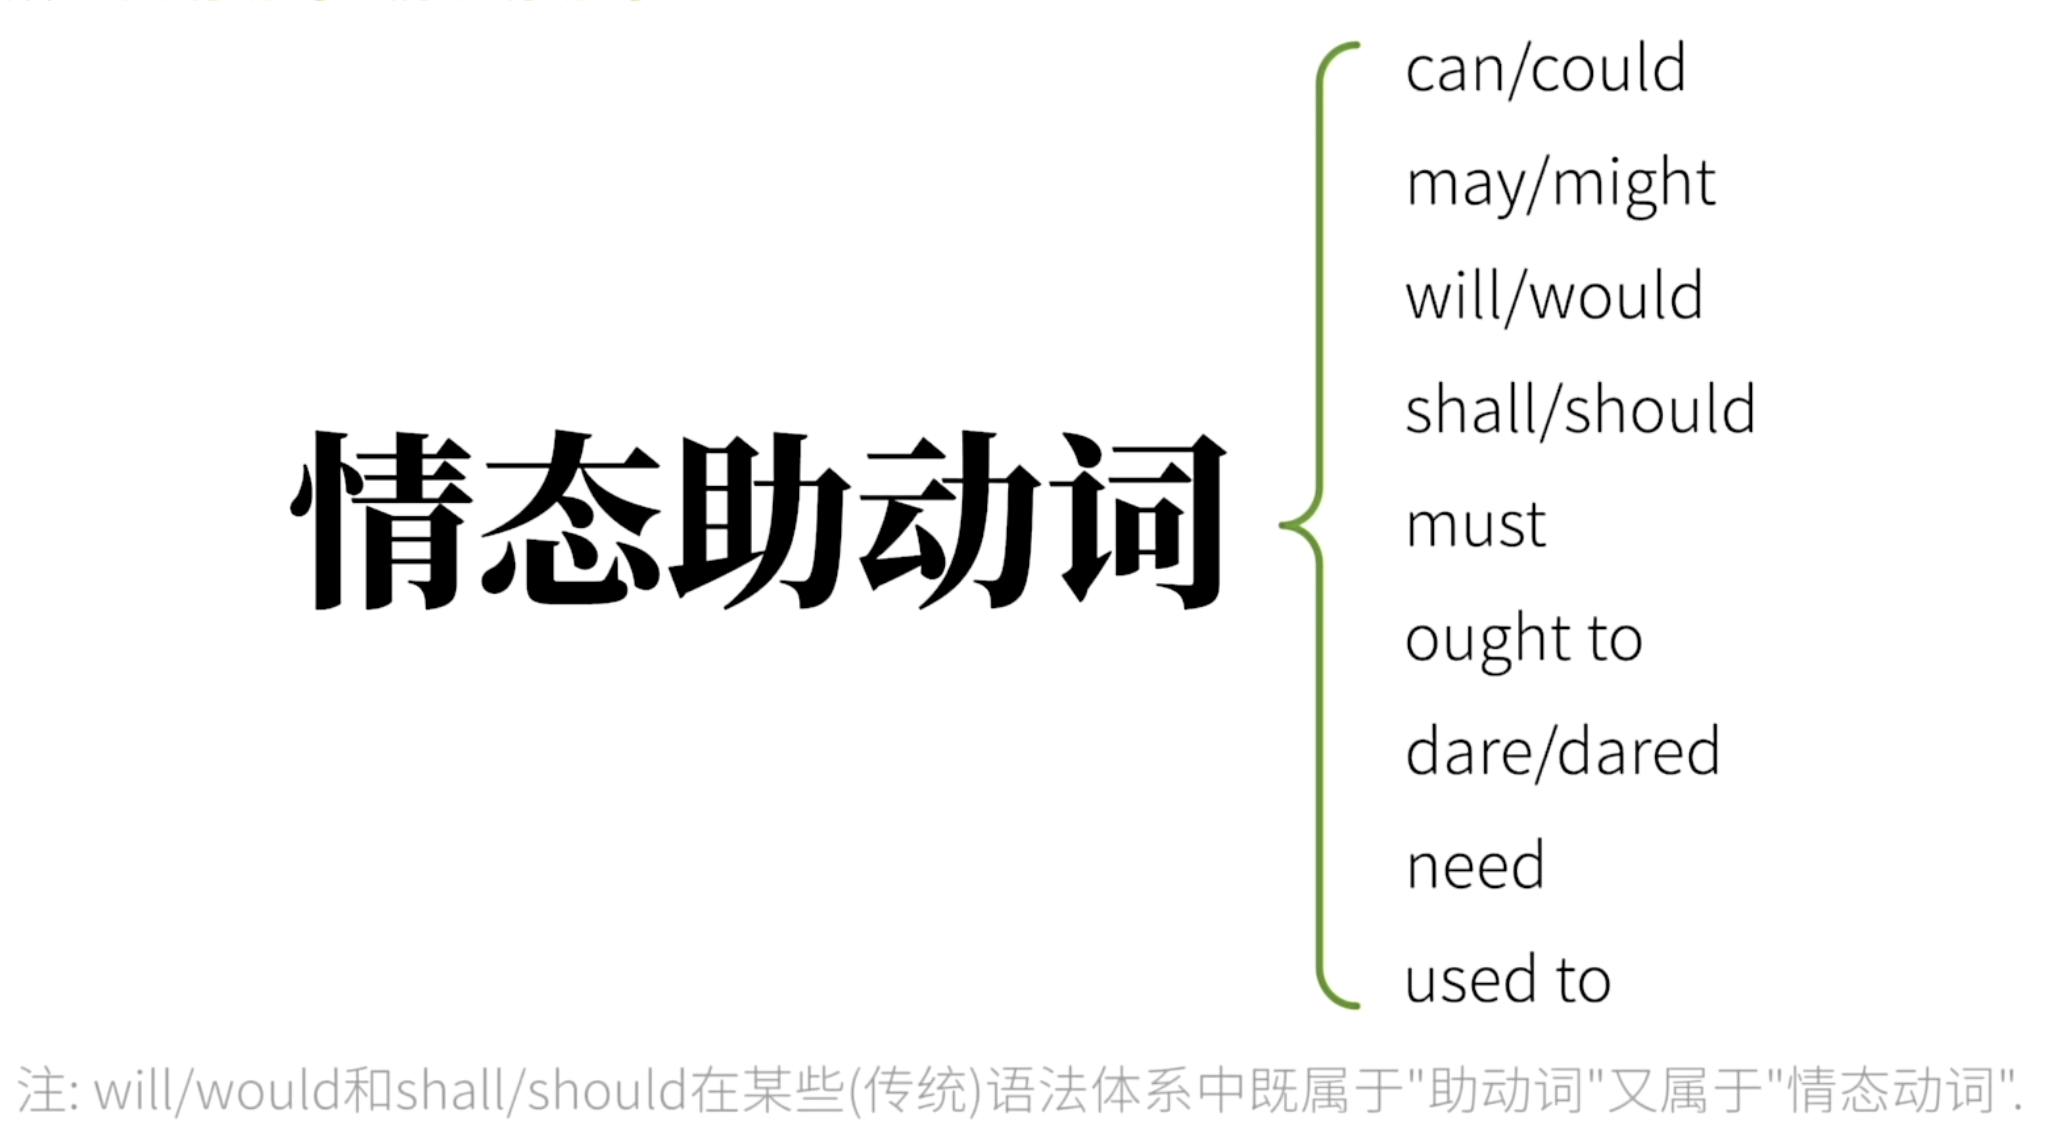 can/could
may/might
will/would
shall/should
情态助动词
must
ought to
dare/dared
need
used to
注: will/would和shall/should在某些(传统)语法体系中既属于"助动词"又属于"情态动词".